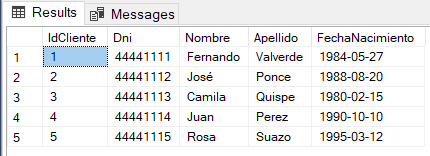 Results Messages
IdCliente Dni Nombre Apellido FechaNacimiento
1 1 44441111 Fernando Valverde 1984-05-27
2 2 44441112 José Ponce 1988-08-20
3 3 44441113 Camila Quispe 1980-02-15
4 4 44441114 Juan Perez 1990-10-10
5 5 44441115 Rosa Suazo 1995-03-12